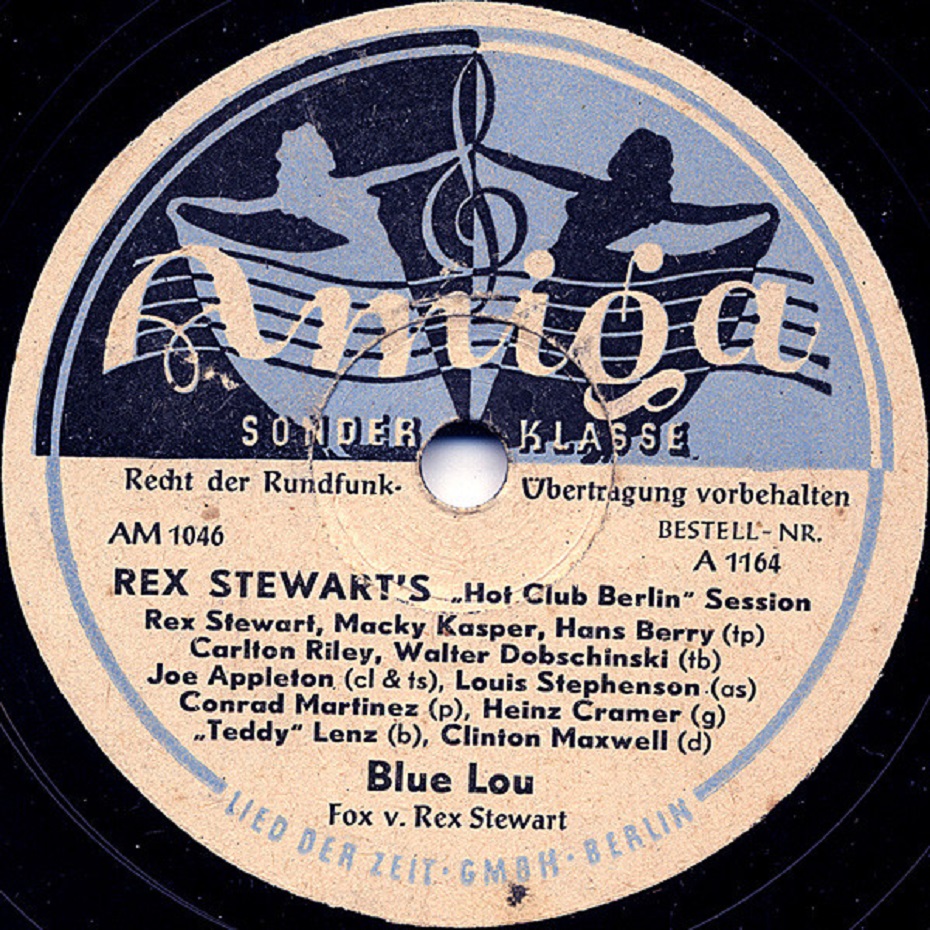 Amiga
SONDER KLASSE
Recht der Rundfunk- Übertragung vorbehalten
AM 1046
BESTELL-NR.
A 1164
REX STEWART'S „Hot Club Berlin" Session
Rex Stewart, Macky Kasper, Hans Berry (tp)
Carlton Riley, Walter Dobschinski (tb)
Joe Appleton (cl & ts), Louis Stephenson (as)
Conrad Martinez (p), Heinz Cramer (g)
„Teddy" Lenz (b), Clinton Maxwell (d)
Blue Lou
Fox v. Rex Stewart
LIED DER ZEIT · GMBH · BERLIN